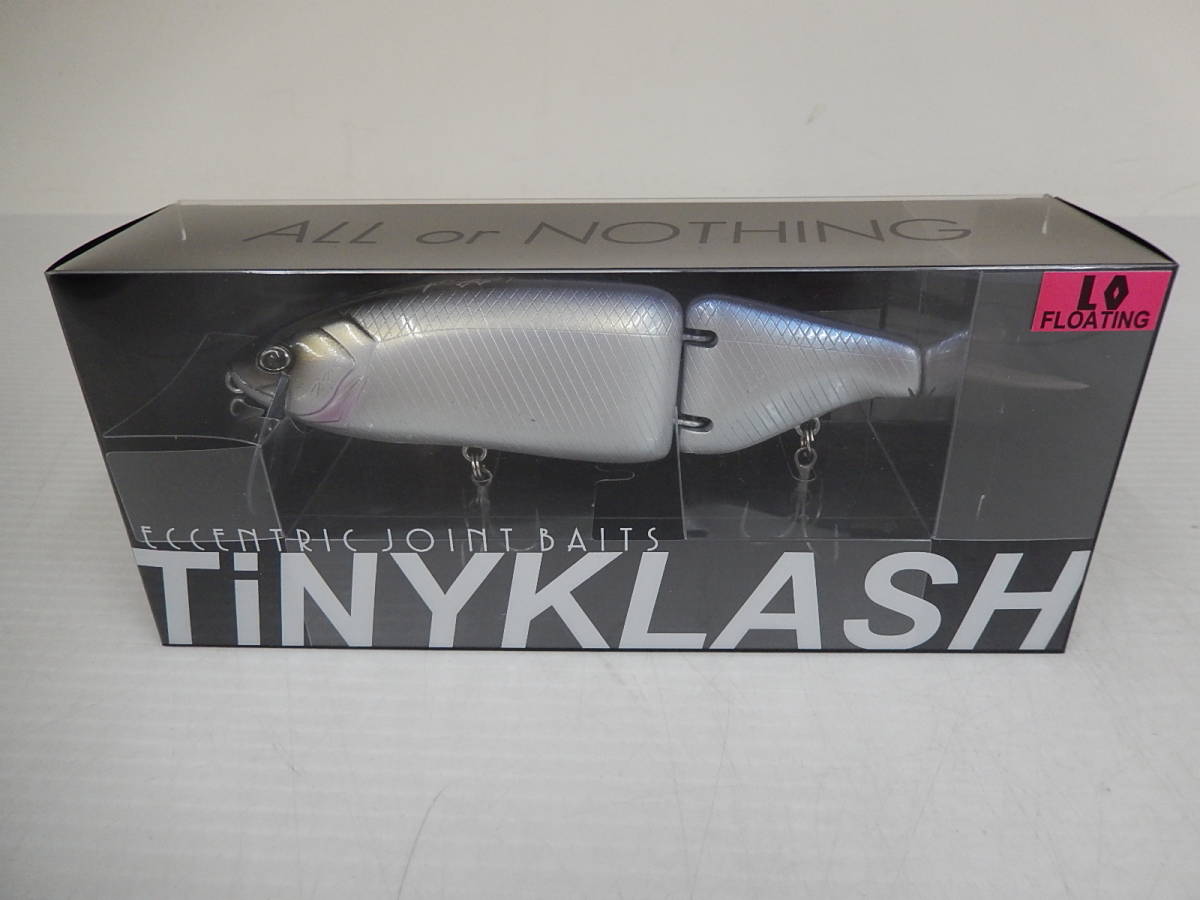 ALL or NOTHING
LO
FLOATING
ECCENTRIC JOINT BAITS
TiNYKLASH